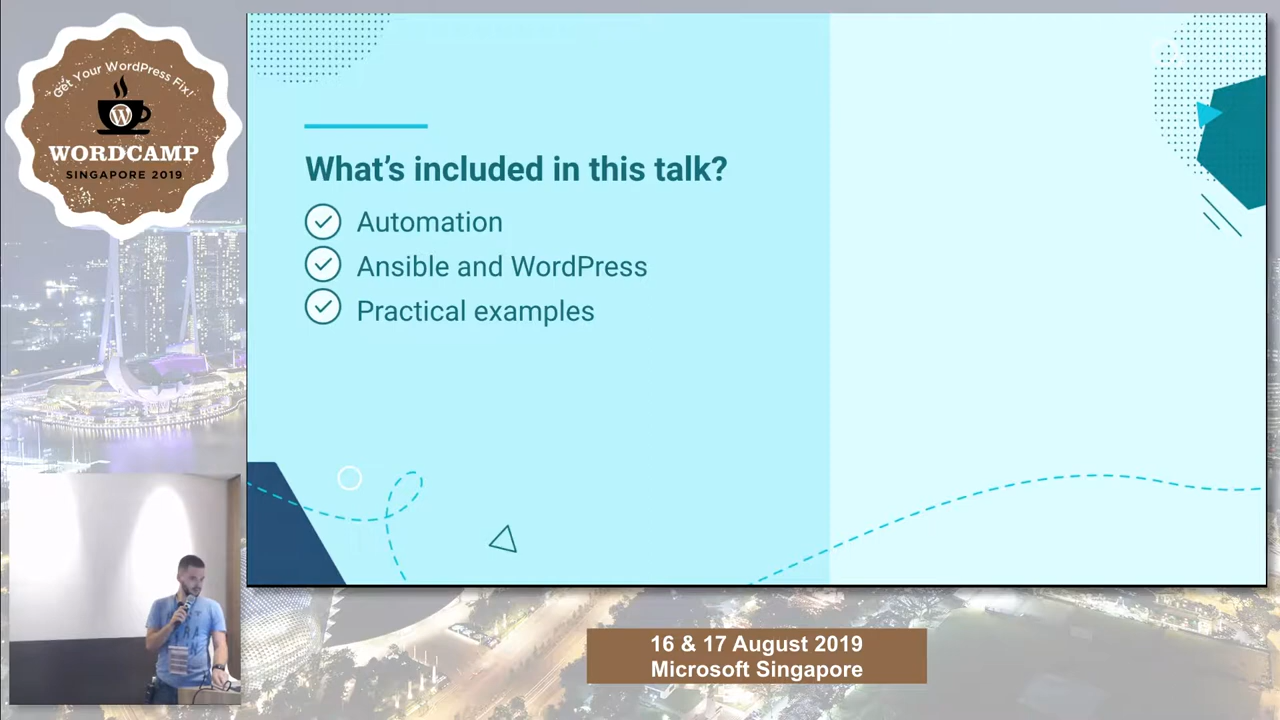 Get Your WordPress Fix!
W
WORDCAMP
SINGAPORE 2019
What’s included in this talk?
Automation
Ansible and WordPress
Practical examples
16 & 17 August 2019
Microsoft Singapore